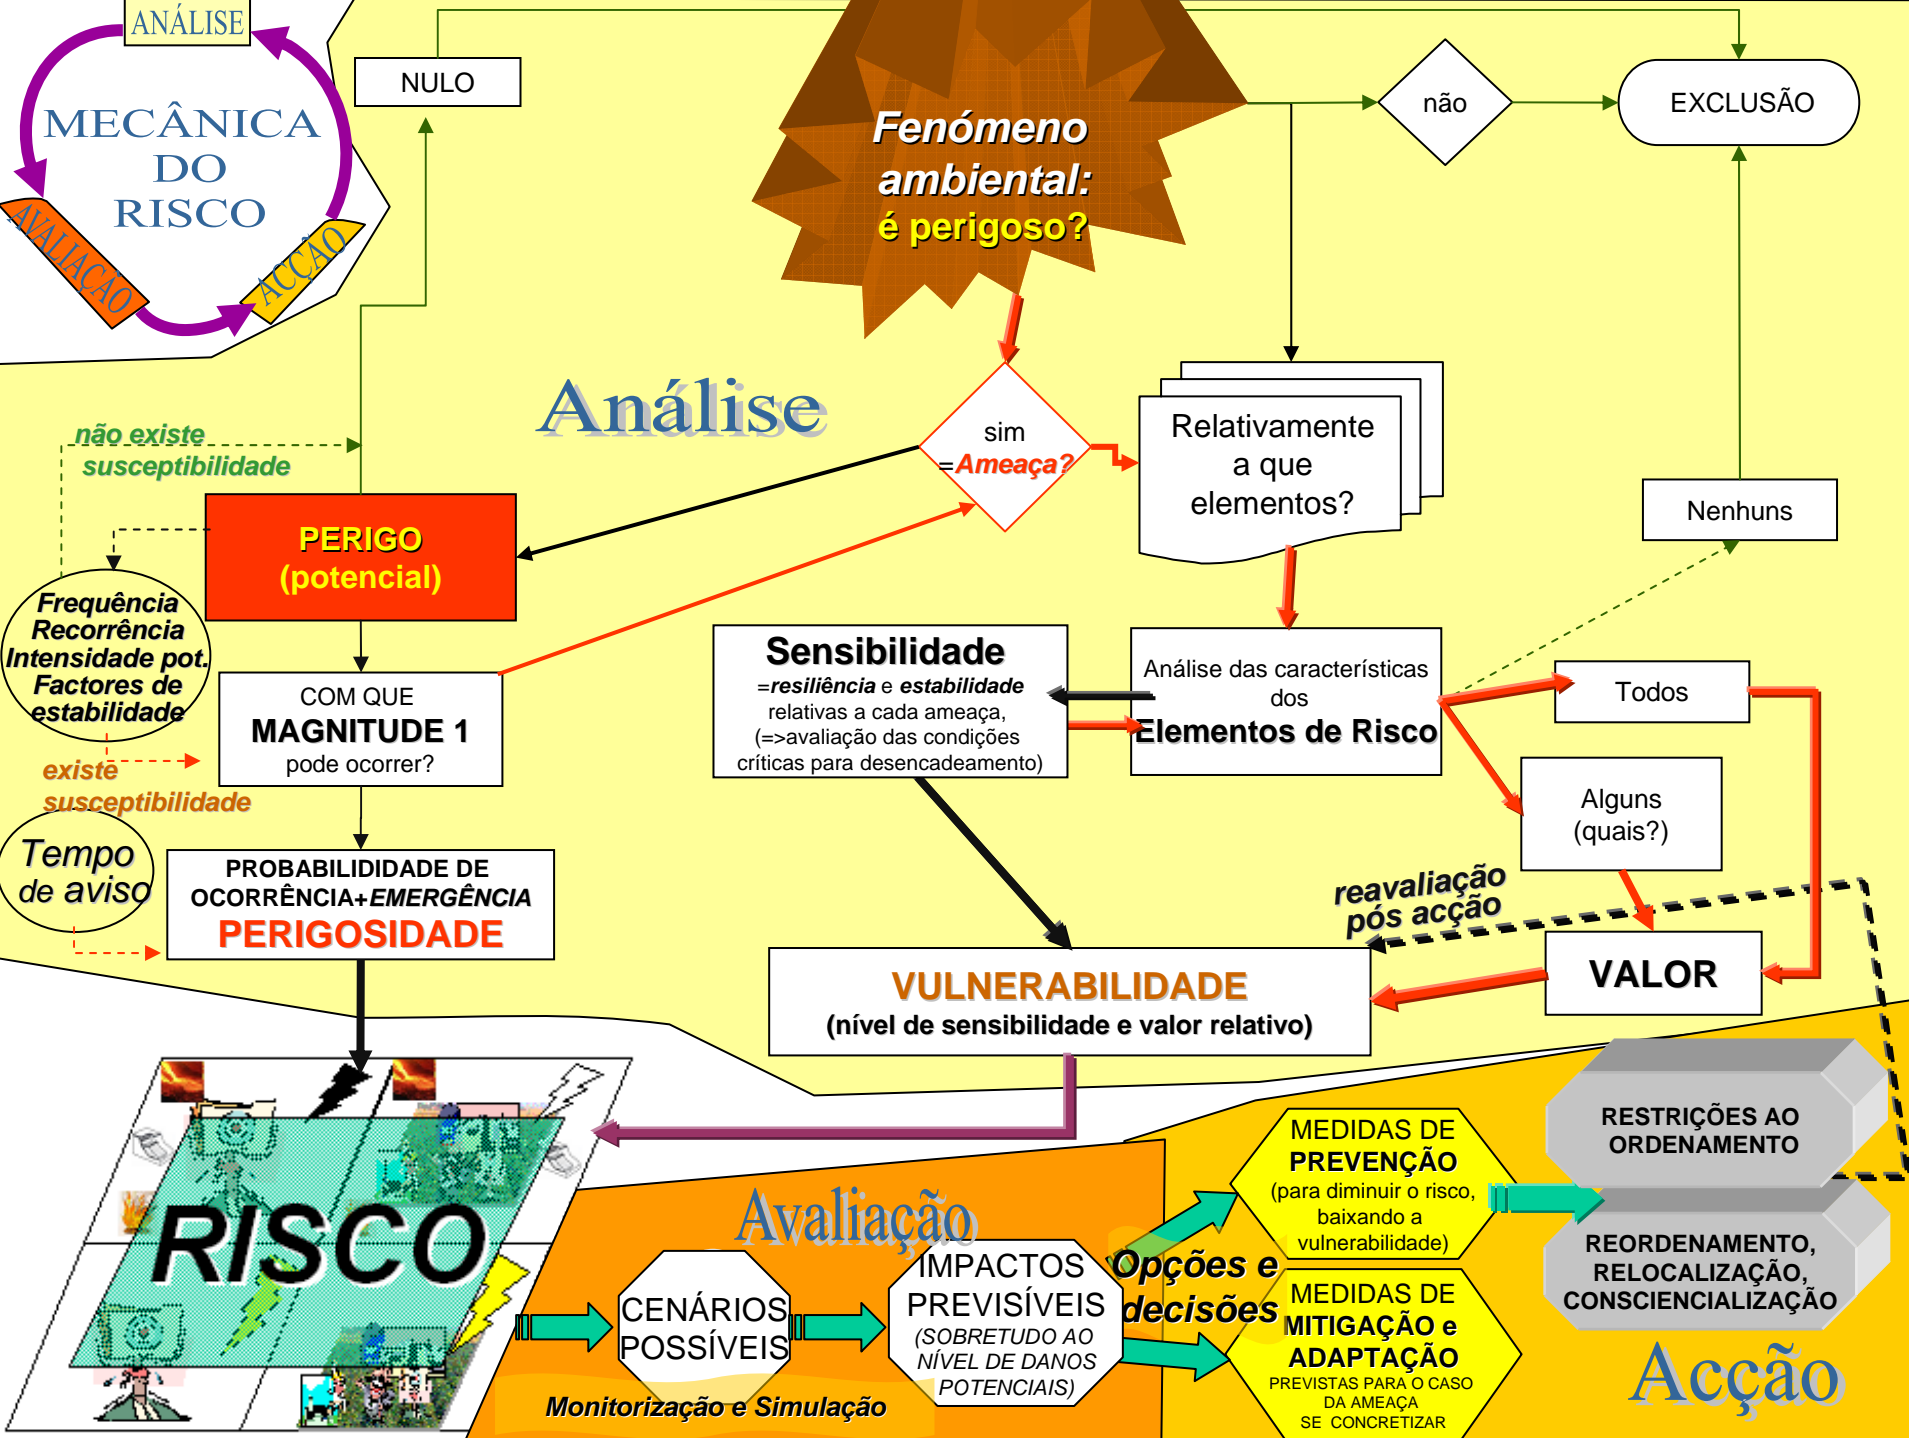 ANÁLISE
MECÂNICA
DO
RISCO
AVALIAÇÃO
ACÇÃO
NULO
Fenómeno
ambiental:
é perigoso?
não
EXCLUSÃO
Análise
sim
=Ameaça?
Relativamente
a que
elementos?
Nenhuns
não existe
susceptibilidade
PERIGO
(potencial)
Frequência
Recorrência
Intensidade pot.
Factores de
estabilidade
COM QUE
MAGNITUDE 1
pode ocorrer?
existe
susceptibilidade
Tempo
de aviso
PROBABILIDIDADE DE
OCORRÊNCIA+EMERGÊNCIA
PERIGOSIDADE
Sensibilidade
=resiliência e estabilidade
relativas a cada ameaça,
(=>avaliação das condições
críticas para desencadeamento)
Análise das características
dos
Elementos de Risco
Todos
Alguns
(quais?)
reavaliação
pós acção
VALOR
VULNERABILIDADE
(nível de sensibilidade e valor relativo)
RISCO
Avaliação
CENÁRIOS
POSSÍVEIS
Monitorização e Simulação
IMPACTOS
PREVISÍVEIS
(SOBRETUDO AO
NÍVEL DE DANOS
POTENCIAIS)
Opções e
decisões
MEDIDAS DE
PREVENÇÃO
(para diminuir o risco,
baixando a
vulnerabilidade)
MEDIDAS DE
MITIGAÇÃO e
ADAPTAÇÃO
PREVISTAS PARA O CASO
DA AMEAÇA
SE CONCRETIZAR
RESTRIÇÕES AO
ORDENAMENTO
REORDENAMENTO,
RELOCALIZAÇÃO,
CONSCIENCIALIZAÇÃO
Acção